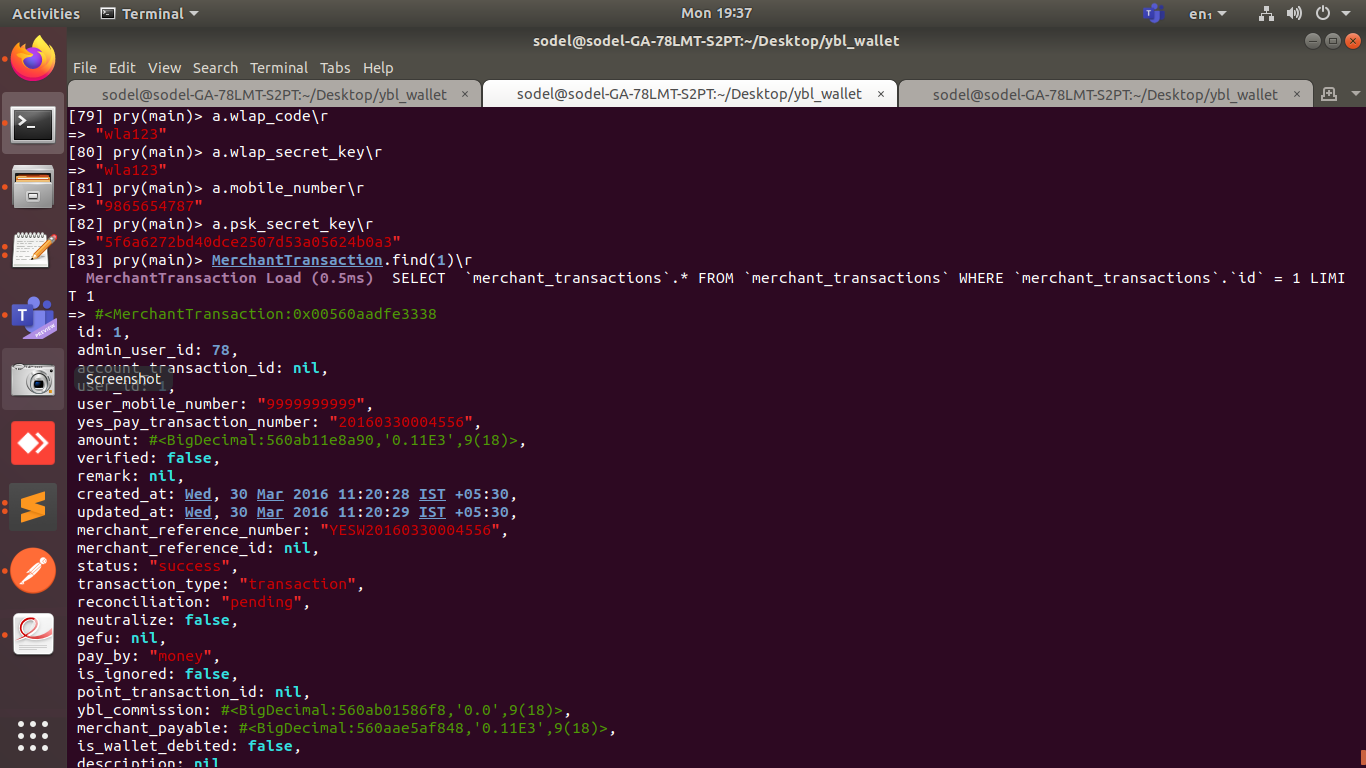 Activities Terminal Mon 19:37 en₁
sodel@sodel-GA-78LMT-S2PT:~/Desktop/ybl_wallet
File Edit View Search Terminal Tabs Help
sodel@sodel-GA-78LMT-S2PT:~/Desktop/ybl_wallet × sodel@sodel-GA-78LMT-S2PT:~/Desktop/ybl_wallet × sodel@sodel-GA-78LMT-S2PT:~/Desktop/ybl_wallet ×
[79] pry(main)> a.wlap_code\r
=> "wla123"
[80] pry(main)> a.wlap_secret_key\r
=> "wla123"
[81] pry(main)> a.mobile_number\r
=> "9865654787"
[82] pry(main)> a.psk_secret_key\r
=> "5f6a6272bd40dce2507d53a05624b0a3"
[83] pry(main)> MerchantTransaction.find(1)\r
MerchantTransaction Load (0.5ms) SELECT `merchant_transactions`.* FROM `merchant_transactions` WHERE `merchant_transactions`.`id` = 1 LIMI
T 1
=> #<MerchantTransaction:0x00560aadfe3338
id: 1,
admin_user_id: 78,
account_transaction_id: nil,
Screenshot
user_id: 1,
user_mobile_number: "9999999999",
yes_pay_transaction_number: "20160330004556",
amount: #<BigDecimal:560ab11e8a90,'0.11E3',9(18)>,
verified: false,
remark: nil,
created_at: Wed, 30 Mar 2016 11:20:28 IST +05:30,
updated_at: Wed, 30 Mar 2016 11:20:29 IST +05:30,
merchant_reference_number: "YESW20160330004556",
merchant_reference_id: nil,
status: "success",
transaction_type: "transaction",
reconciliation: "pending",
neutralize: false,
gefu: nil,
pay_by: "money",
is_ignored: false,
point_transaction_id: nil,
ybl_commission: #<BigDecimal:560ab01586f8,'0.0',9(18)>,
merchant_payable: #<BigDecimal:560aae5af848,'0.11E3',9(18)>,
is_wallet_debited: false,
description: nil